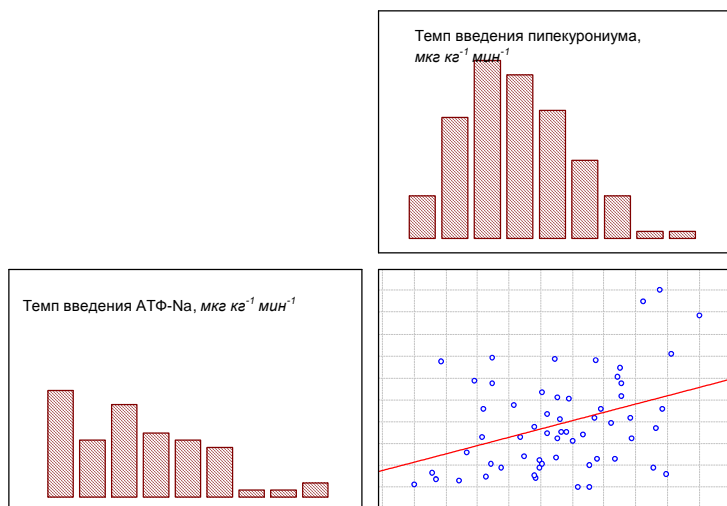 Темп введения пипекурониума,
мкг кг⁻¹ мин⁻¹
Темп введения АТФ-Na, мкг кг⁻¹ мин⁻¹